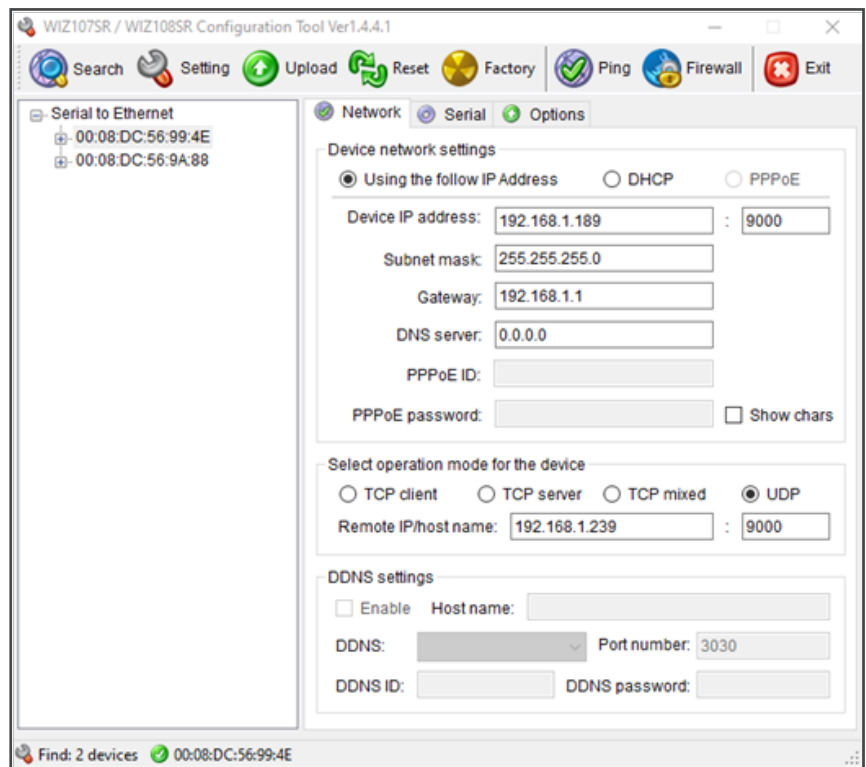 WIZ107SR / WIZ108SR Configuration Tool Ver1.4.4.1
Search Setting Upload Reset Factory Ping Firewall Exit
Serial to Ethernet
00:08:DC:56:99:4E
00:08:DC:56:9A:88
Network Serial Options
Device network settings
Using the follow IP Address DHCP PPPoE
Device IP address: 192.168.1.189 : 9000
Subnet mask: 255.255.255.0
Gateway: 192.168.1.1
DNS server: 0.0.0.0
PPPoE ID:
PPPoE password: Show chars
Select operation mode for the device
TCP client TCP server TCP mixed UDP
Remote IP/host name: 192.168.1.239 : 9000
DDNS settings
Enable Host name:
DDNS: Port number: 3030
DDNS ID: DDNS password:
Find: 2 devices 00:08:DC:56:99:4E